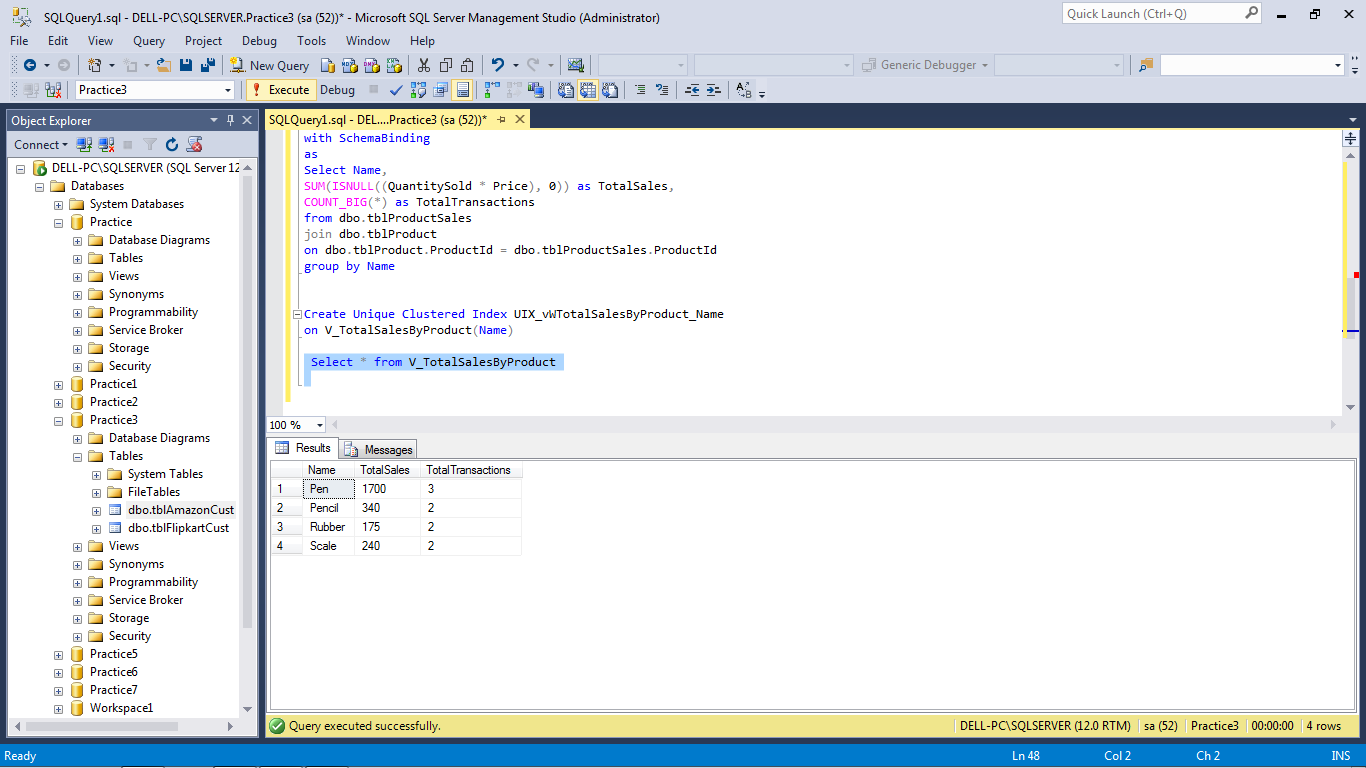 SQLQuery1.sql - DELL-PC\SQLSERVER.Practice3 (sa (52))* - Microsoft SQL Server Management Studio (Administrator)
Quick Launch (Ctrl+Q)
File Edit View Query Project Debug Tools Window Help
New Query
Generic Debugger
Practice3
Execute Debug
Object Explorer
Connect
DELL-PC\SQLSERVER (SQL Server 12
Databases
System Databases
Practice
Database Diagrams
Tables
Views
Synonyms
Programmability
Service Broker
Storage
Security
Practice1
Practice2
Practice3
Database Diagrams
Tables
System Tables
FileTables
dbo.tblAmazonCust
dbo.tblFlipkartCust
Views
Synonyms
Programmability
Service Broker
Storage
Security
Practice5
Practice6
Practice7
Workspace1
SQLQuery1.sql - DEL....Practice3 (sa (52))*
with SchemaBinding
as
Select Name,
SUM(ISNULL((QuantitySold * Price), 0)) as TotalSales,
COUNT_BIG(*) as TotalTransactions
from dbo.tblProductSales
join dbo.tblProduct
on dbo.tblProduct.ProductId = dbo.tblProductSales.ProductId
group by Name
Create Unique Clustered Index UIX_vWTotalSalesByProduct_Name
on V_TotalSalesByProduct(Name)
Select * from V_TotalSalesByProduct
100 %
Results Messages
Name TotalSales TotalTransactions
1 Pen 1700 3
2 Pencil 340 2
3 Rubber 175 2
4 Scale 240 2
Query executed successfully.
DELL-PC\SQLSERVER (12.0 RTM) sa (52) Practice3 00:00:00 4 rows
Ready Ln 48 Col 2 Ch 2 INS